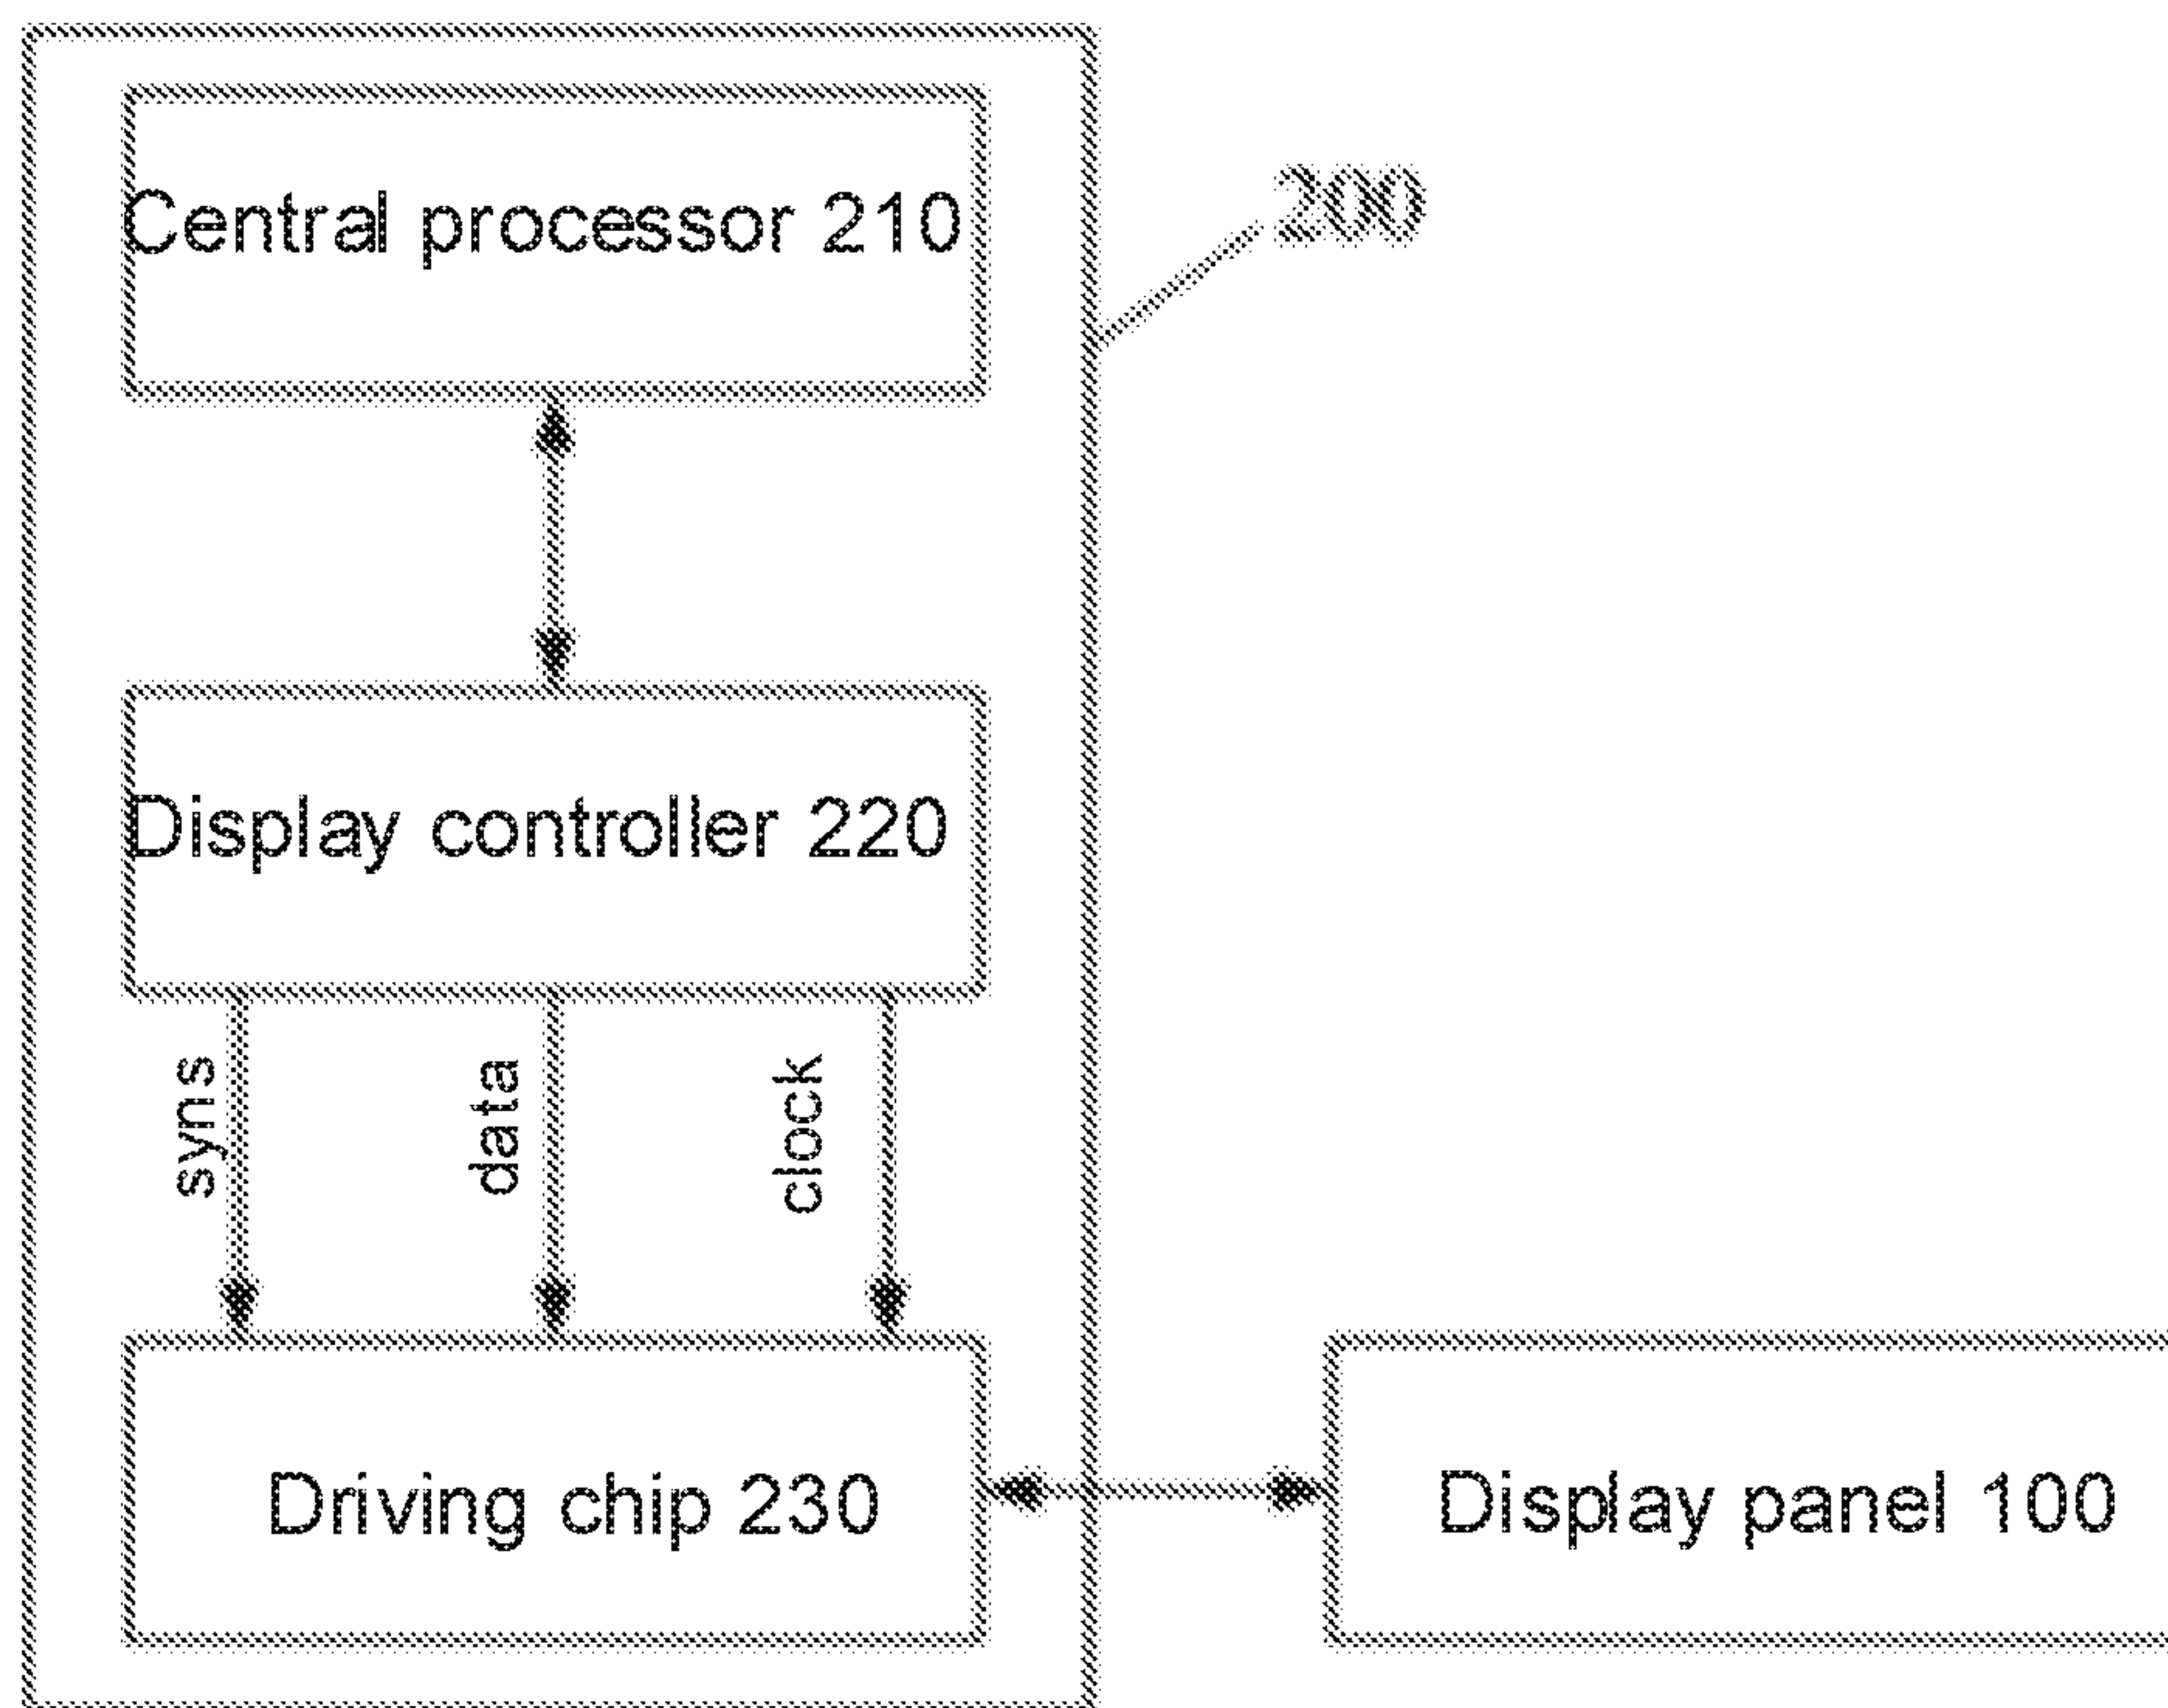 Central processor 210
200
Display controller 220
syns
data
clock
Driving chip 230
Display panel 100